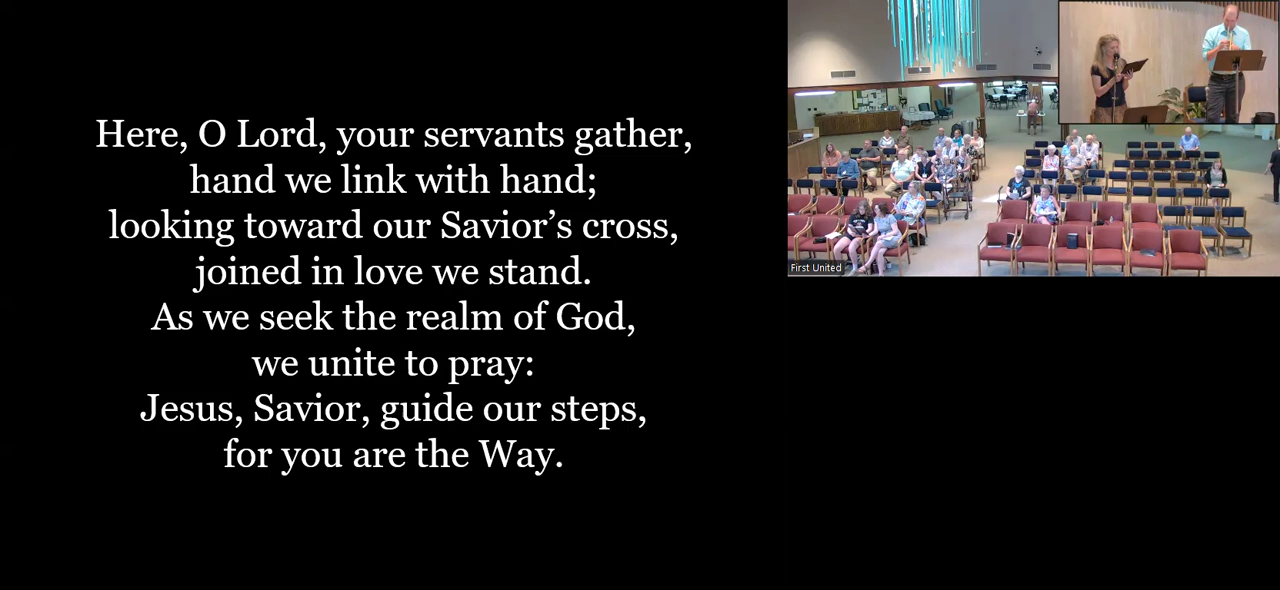 Here, O Lord, your servants gather,
hand we link with hand;
looking toward our Savior’s cross,
joined in love we stand.
As we seek the realm of God,
we unite to pray:
Jesus, Savior, guide our steps,
for you are the Way.
First United